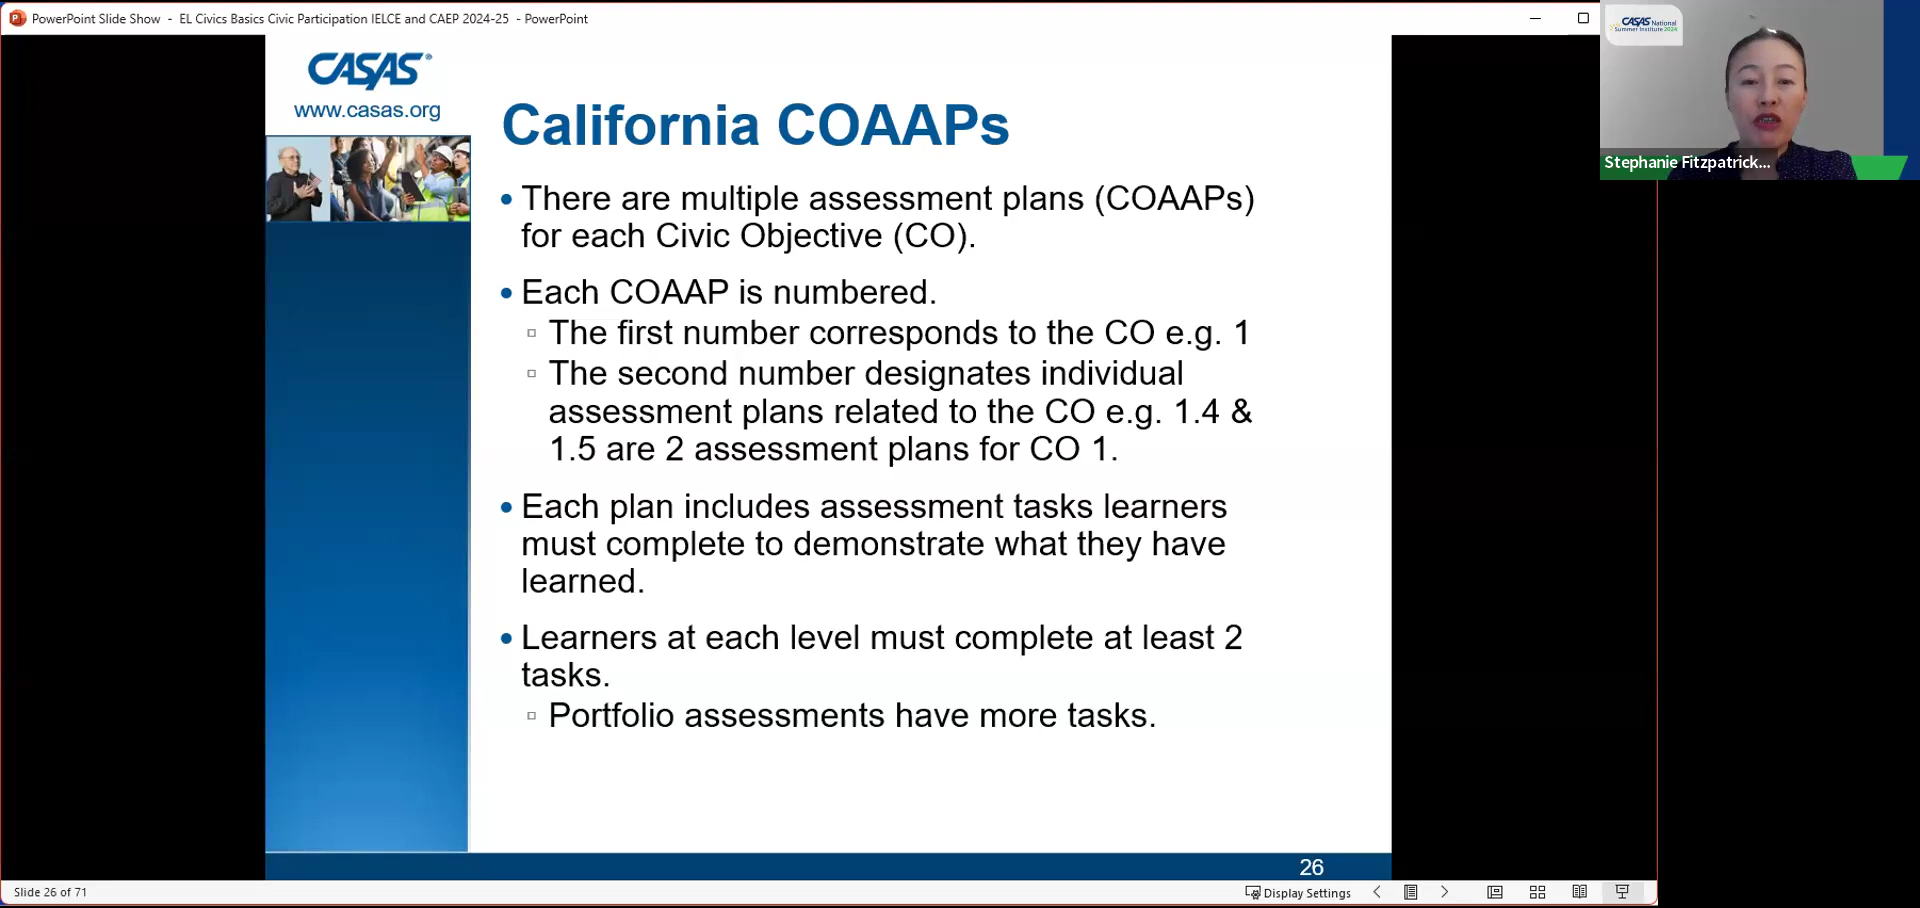 PowerPoint Slide Show - EL Civics Basics Civic Participation IELCE and CAEP 2024-25 - PowerPoint
CASAS®
www.casas.org
California COAAPs
• There are multiple assessment plans (COAAPs)
for each Civic Objective (CO).
• Each COAAP is numbered.
▫ The first number corresponds to the CO e.g. 1
▫ The second number designates individual
assessment plans related to the CO e.g. 1.4 &
1.5 are 2 assessment plans for CO 1.
• Each plan includes assessment tasks learners
must complete to demonstrate what they have
learned.
• Learners at each level must complete at least 2
tasks.
▫ Portfolio assessments have more tasks.
26
Slide 26 of 71
Display Settings
CASAS National
Summer Institute 2024
Stephanie Fitzpatrick...